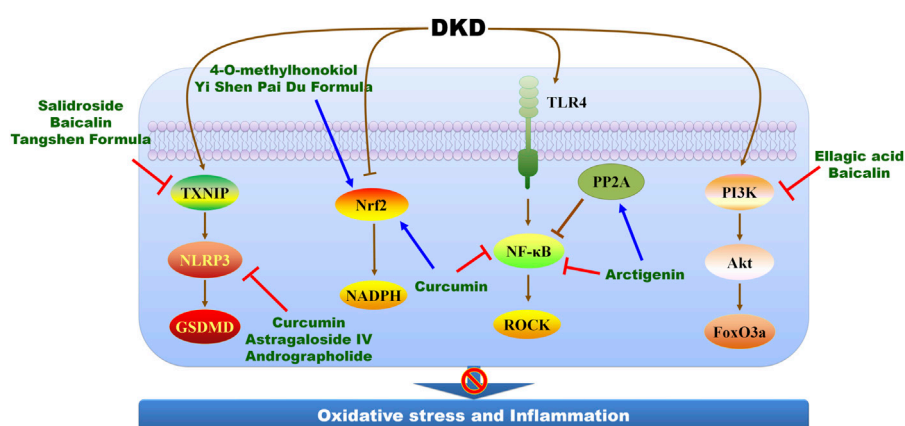 DKD
4-O-methylhonokiol
Yi Shen Pai Du Formula
TLR4
Salidroside
Baicalin
Tangshen Formula
Ellagic acid
Baicalin
TXNIP
Nrf2
PP2A
PI3K
NLRP3
NF-κB
Akt
Curcumin
Arctigenin
NADPH
GSDMD
ROCK
FoxO3a
Curcumin
Astragaloside IV
Andrographolide
Oxidative stress and Inflammation